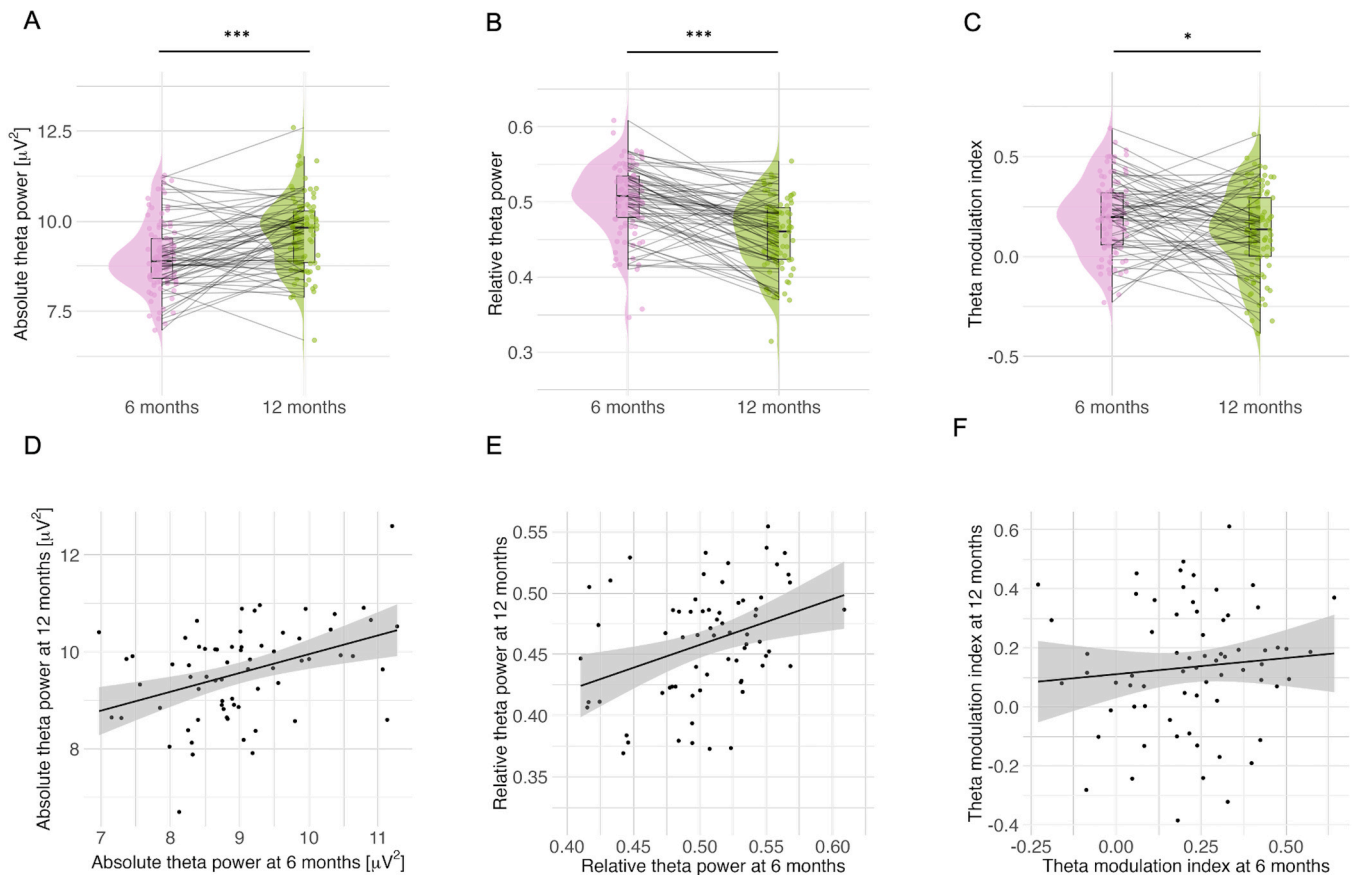 A
***
Absolute theta power [μV²]
12.5
10.0
7.5
6 months 12 months
B
***
Relative theta power
0.6
0.5
0.4
0.3
6 months 12 months
C
*
Theta modulation index
0.5
0.0
-0.5
6 months 12 months
D
Absolute theta power at 12 months [μV²]
12
10
8
7 8 9 10 11
Absolute theta power at 6 months [μV²]
E
Relative theta power at 12 months
0.55
0.50
0.45
0.40
0.35
0.40 0.45 0.50 0.55 0.60
Relative theta power at 6 months
F
Theta modulation index at 12 months
0.6
0.4
0.2
0.0
-0.2
-0.4
-0.25 0.00 0.25 0.50
Theta modulation index at 6 months